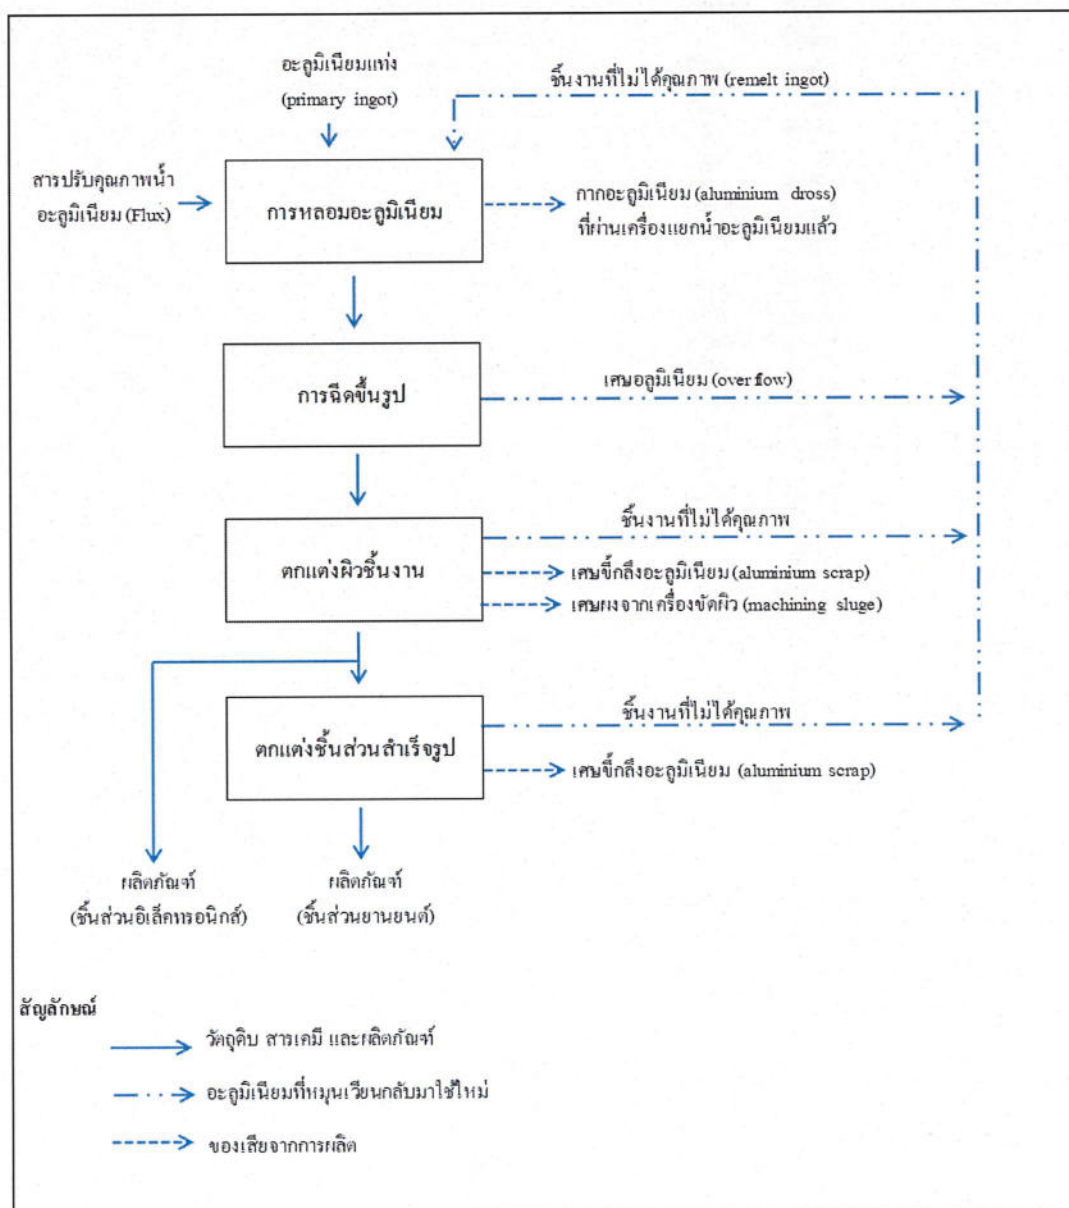 อะลูมิเนียมแท่ง
(primary ingot)
ชิ้นงานที่ไม่ได้คุณภาพ (remelt ingot)
สารปรับคุณภาพน้ำ
อะลูมิเนียม (Flux)
การหลอมอะลูมิเนียม
กากอะลูมิเนียม (aluminium dross)
ที่ผ่านเครื่องแยกน้ำอะลูมิเนียมแล้ว
การฉีดขึ้นรูป
เศษอลูมิเนียม (over flow)
ตกแต่งผิวชิ้นงาน
ชิ้นงานที่ไม่ได้คุณภาพ
เศษขี้กลึงอะลูมิเนียม (aluminium scrap)
เศษผงจากเครื่องขัดผิว (machining sluge)
ตกแต่งชิ้นส่วนสำเร็จรูป
ชิ้นงานที่ไม่ได้คุณภาพ
เศษขี้กลึงอะลูมิเนียม (aluminium scrap)
ผลิตภัณฑ์
(ชิ้นส่วนอิเล็คทรอนิกส์)
ผลิตภัณฑ์
(ชิ้นส่วนยานยนต์)
สัญลักษณ์
วัตถุดิบ สารเคมี และผลิตภัณฑ์
อะลูมิเนียมที่หมุนเวียนกลับมาใช้ใหม่
ของเสียจากการผลิต